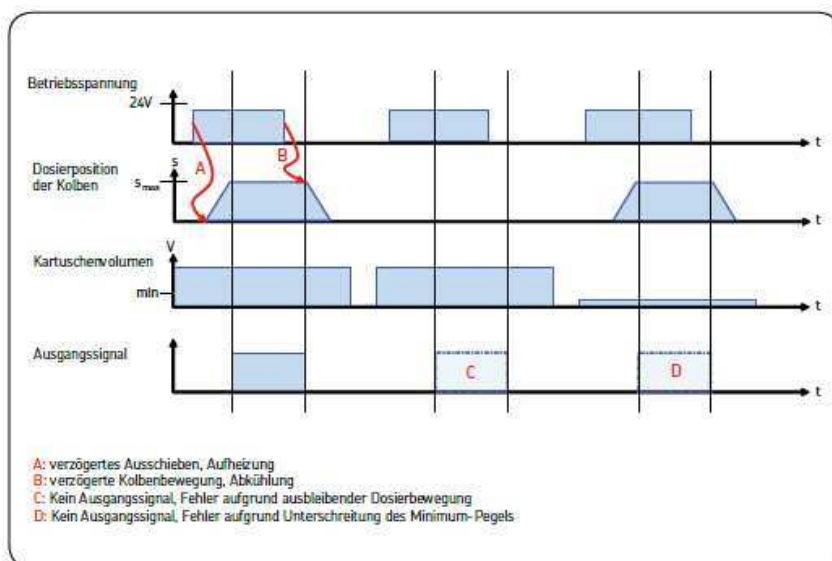 Betriebsspannung
24V
t
A
B
Dosierposition
der Kolben
s
smax
t
Kartuschenvolumen
V
min
t
Ausgangssignal
C
D
t
A: verzögertes Ausschieben, Aufheizung
B: verzögerte Kolbenbewegung, Abkühlung
C: Kein Ausgangssignal, Fehler aufgrund ausbleibender Dosierbewegung
D: Kein Ausgangssignal, Fehler aufgrund Unterschreitung des Minimum-Pegels